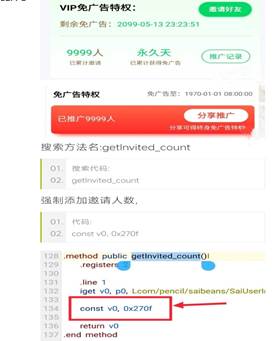 VIP免广告特权:
邀请好友
剩余免广告: 2099-05-13 23:23:51
9999人
永久天
推广记录
已累计邀请
已累计获得免广告
免广告特权
免广告至: 1970-01-01 08:00:00
已推广9999人
分享推广
分享可得终身免广告特秒
搜索方法名:getInvited_count
01. 搜索代码:
02. getInvited_count
强制添加邀请人数,
01. 代码:
02. const v0, 0x270f
128 .method public getInvited_count()I
129 .registers
130
131 .line 1
132 iget v0, p0, Lcom/pencil/saibeans/SaiUserI
133
134 const v0, 0x270f
135
136 return v0
137 .end method